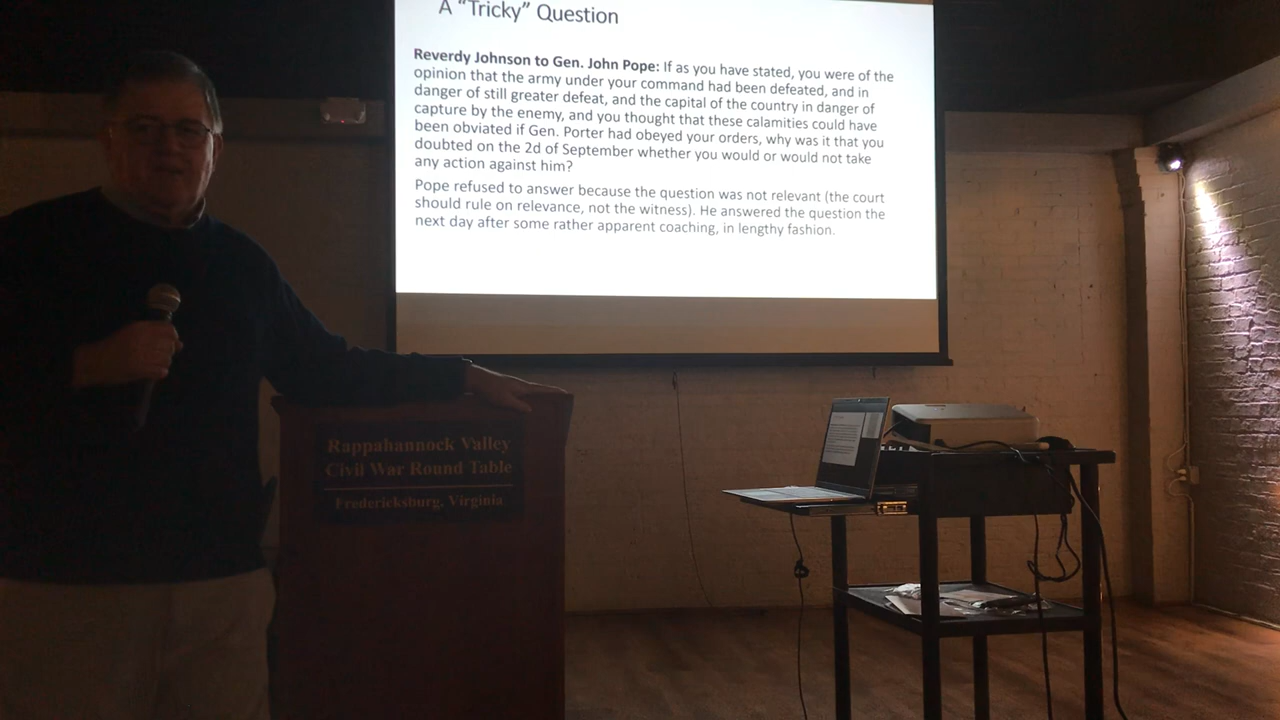 A “Tricky” Question
Reverdy Johnson to Gen. John Pope: If as you have stated, you were of the
opinion that the army under your command had been defeated, and in
danger of still greater defeat, and the capital of the country in danger of
capture by the enemy, and you thought that these calamities could have
been obviated if Gen. Porter had obeyed your orders, why was it that you
doubted on the 2d of September whether you would or would not take
any action against him?
Pope refused to answer because the question was not relevant (the court
should rule on relevance, not the witness). He answered the question the
next day after some rather apparent coaching, in lengthy fashion.
Rappahannock Valley
Civil War Round Table
Fredericksburg, Virginia